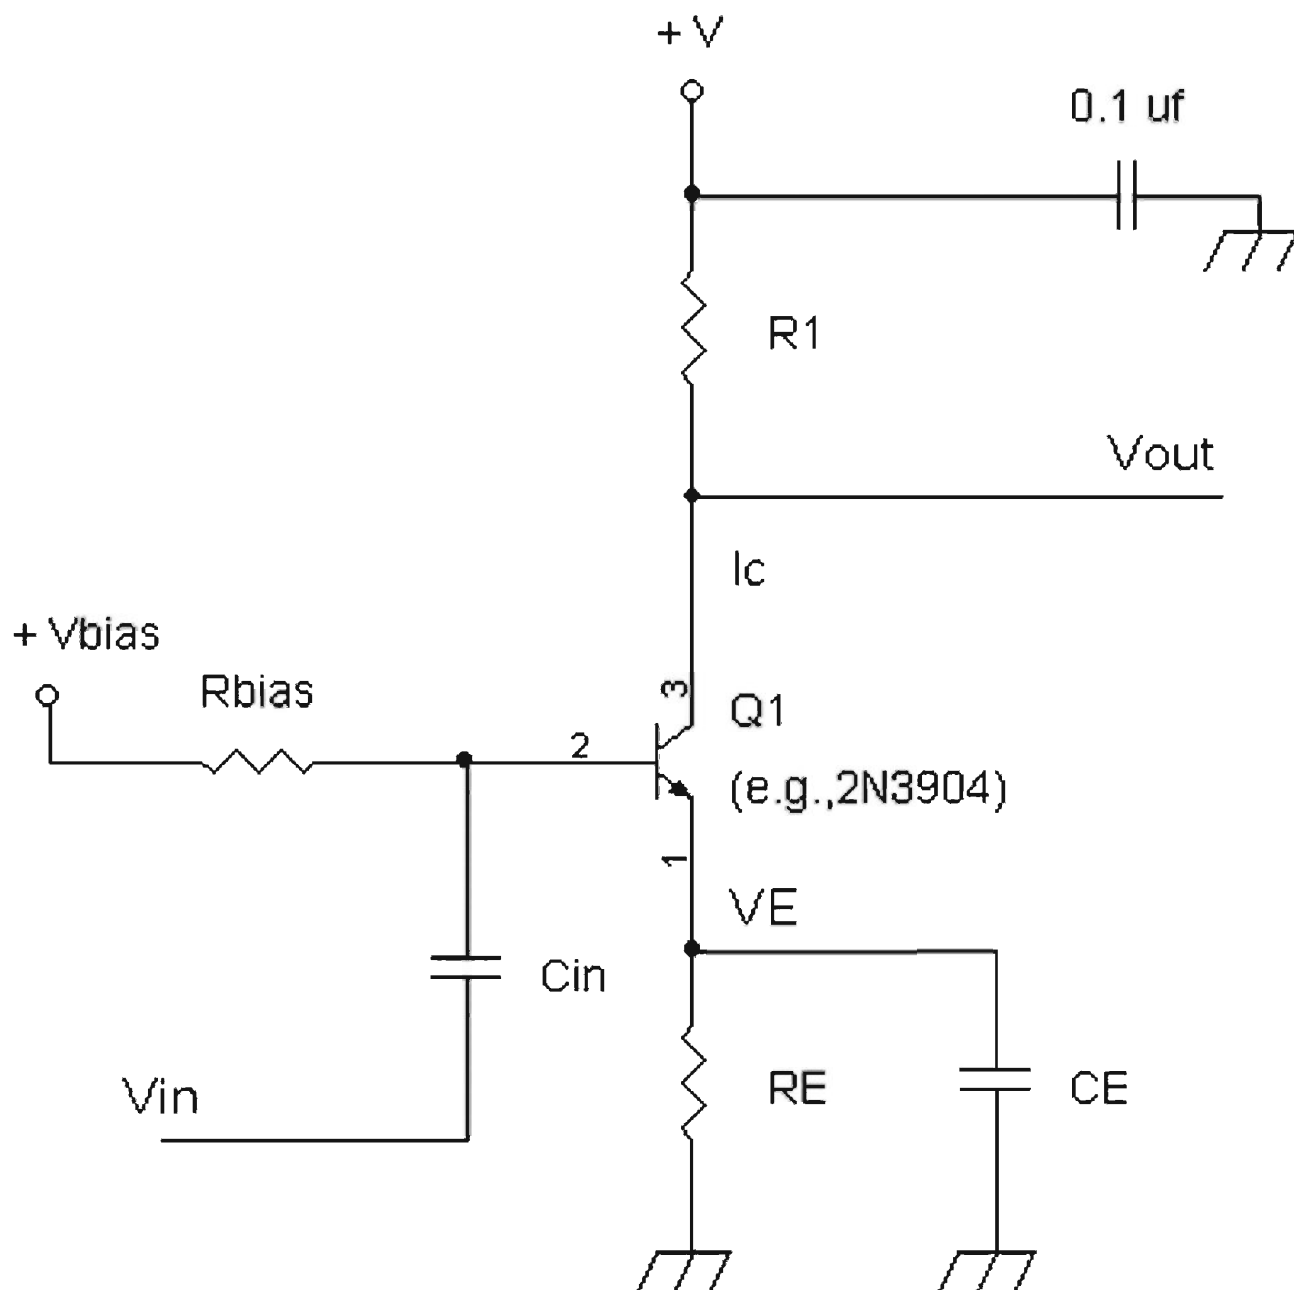 + V
0.1 uf
R1
Vout
Ic
+ Vbias
Rbias
3
Q1
2
(e.g.,2N3904)
1
VE
Cin
Vin
RE
CE